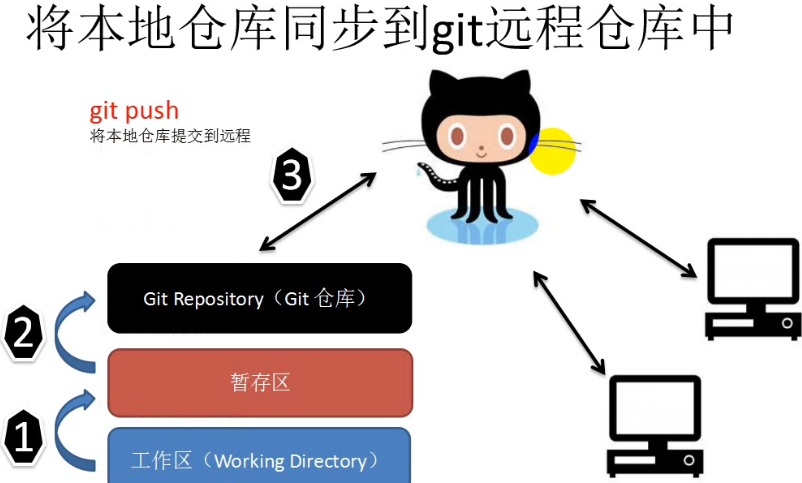 将本地仓库同步到git远程仓库中
git push
将本地仓库提交到远程
3
Git Repository（Git 仓库）
2
暂存区
1
工作区（Working Directory）